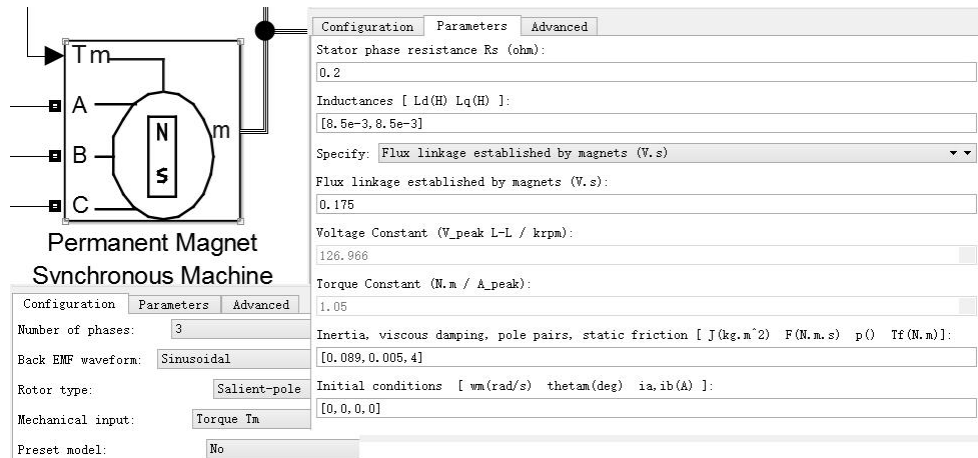 Tm
A
B
C
N
S
m
Permanent Magnet
Synchronous Machine
Configuration Parameters Advanced
Number of phases: 3
Back EMF waveform: Sinusoidal
Rotor type: Salient-pole
Mechanical input: Torque Tm
Preset model: No
Configuration Parameters Advanced
Stator phase resistance Rs (ohm):
0.2
Inductances [ Ld(H) Lq(H) ]:
[8.5e-3,8.5e-3]
Specify: Flux linkage established by magnets (V.s)
Flux linkage established by magnets (V.s):
0.175
Voltage Constant (V_peak L-L / krpm):
126.966
Torque Constant (N.m / A_peak):
1.05
Inertia, viscous damping, pole pairs, static friction [ J(kg.m^2) F(N.m.s) p() Tf(N.m)]:
[0.089,0.005,4]
Initial conditions [ wm(rad/s) thetam(deg) ia,ib(A) ]:
[0,0,0,0]